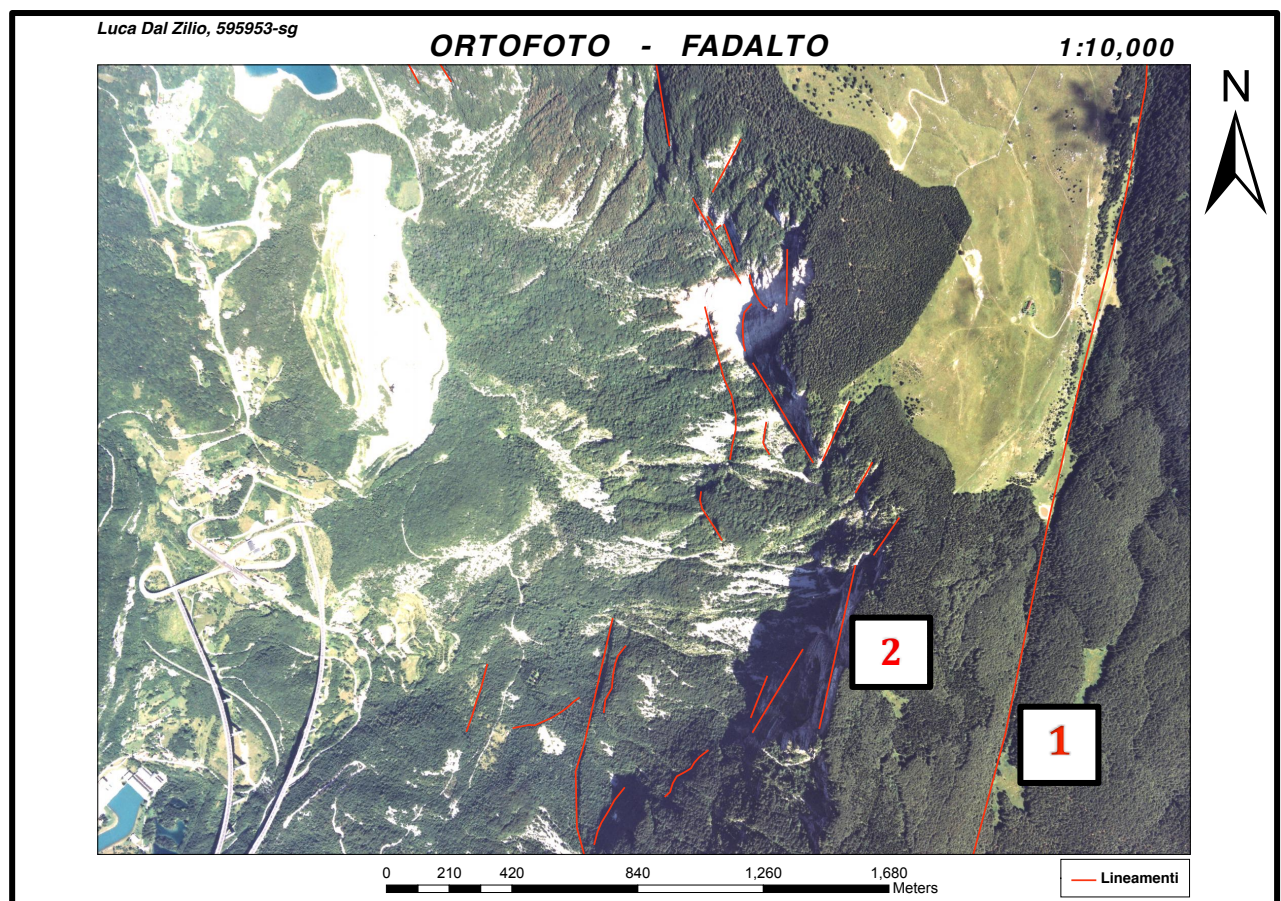 Luca Dal Zilio, 595953-sg
ORTOFOTO - FADALTO
1:10,000
N
2
1
0 210 420 840 1,260 1,680
Meters
Lineamenti